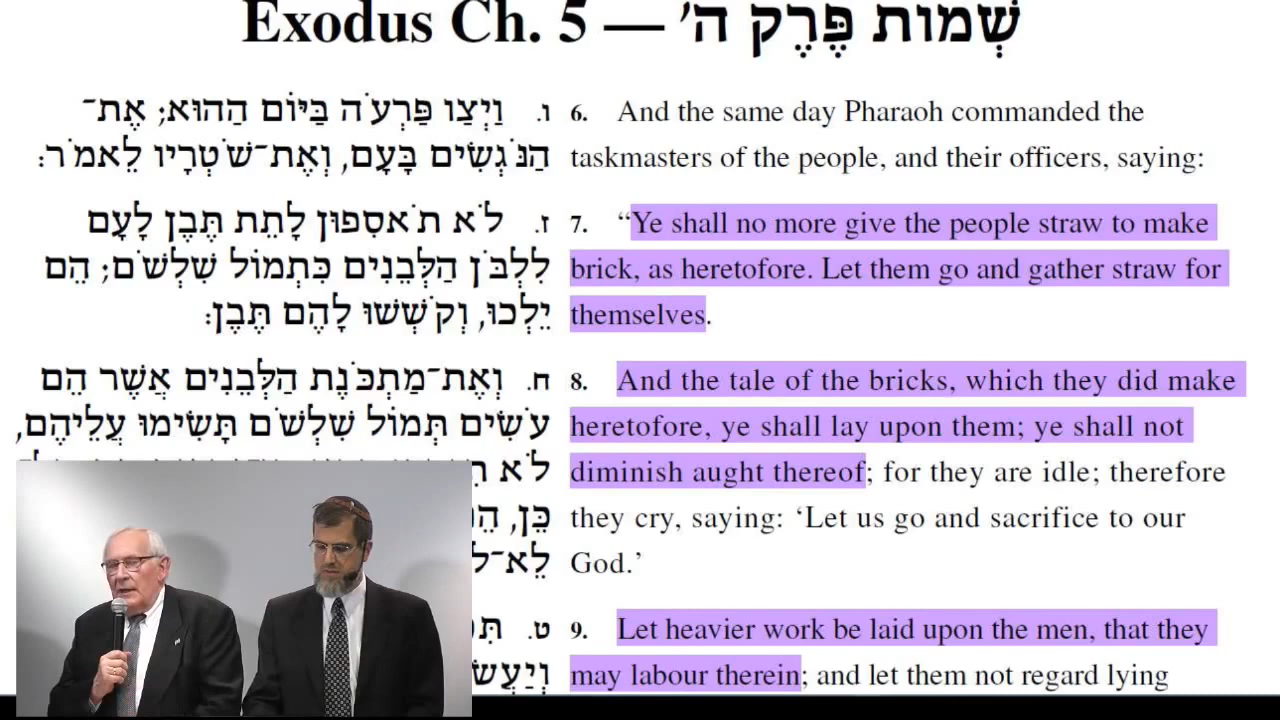 Exodus Ch. 5 — שְׁמוֹת פֶּרֶק ה׳
ו. וַיְצַו פַּרְעֹה בַּיּוֹם הַהוּא; אֶת־
הַנֹּגְשִׂים בָּעָם, וְאֶת־שֹׁטְרָיו לֵאמֹר׃
6. And the same day Pharaoh commanded the
taskmasters of the people, and their officers, saying:
ז. לֹא תֹאסִפוּן לָתֵת תֶּבֶן לָעָם
לִלְבֹּן הַלְּבֵנִים כִּתְמוֹל שִׁלְשֹׁם; הֵם
יֵלְכוּ, וְקֹשְׁשׁוּ לָהֶם תֶּבֶן׃
7. “Ye shall no more give the people straw to make
brick, as heretofore. Let them go and gather straw for
themselves.
ח. וְאֶת־מַתְכֹּנֶת הַלְּבֵנִים אֲשֶׁר הֵם
עֹשִׂים תְּמוֹל שִׁלְשֹׁם תָּשִׂימוּ עֲלֵיהֶם,
לֹא
כֵּן,
לֵא־
8. And the tale of the bricks, which they did make
heretofore, ye shall lay upon them; ye shall not
diminish aught thereof; for they are idle; therefore
they cry, saying: ‘Let us go and sacrifice to our
God.’
ט.
וְיַעֲשׂ
9. Let heavier work be laid upon the men, that they
may labour therein; and let them not regard lying